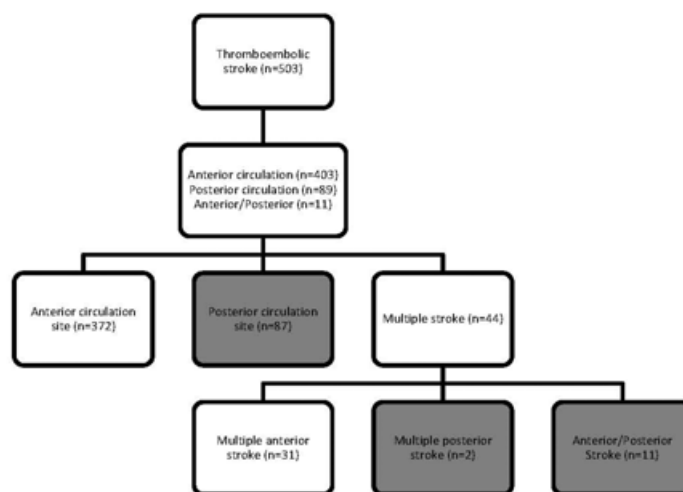 Thromboembolic
stroke (n=503)
Anterior circulation (n=403)
Posterior circulation (n=89)
Anterior/Posterior (n=11)
Anterior circulation
site (n=372)
Posterior circulation
site (n=87)
Multiple stroke (n=44)
Multiple anterior
stroke (n=31)
Multiple posterior
stroke (n=2)
Anterior/Posterior
Stroke (n=11)